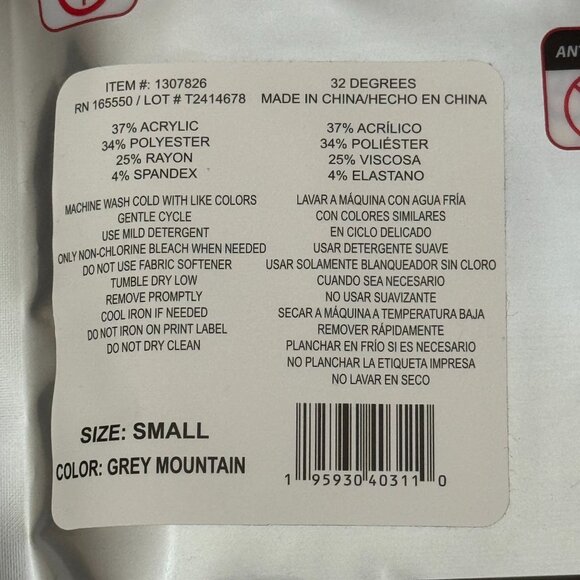 ITEM #: 1307826
RN 165550 / LOT # T2414678
37% ACRYLIC
34% POLYESTER
25% RAYON
4% SPANDEX
MACHINE WASH COLD WITH LIKE COLORS
GENTLE CYCLE
USE MILD DETERGENT
ONLY NON-CHLORINE BLEACH WHEN NEEDED
DO NOT USE FABRIC SOFTENER
TUMBLE DRY LOW
REMOVE PROMPTLY
COOL IRON IF NEEDED
DO NOT IRON ON PRINT LABEL
DO NOT DRY CLEAN
32 DEGREES
MADE IN CHINA/HECHO EN CHINA
37% ACRÍLICO
34% POLIÉSTER
25% VISCOSA
4% ELASTANO
LAVAR A MÁQUINA CON AGUA FRÍA
CON COLORES SIMILARES
EN CICLO DELICADO
USAR DETERGENTE SUAVE
USAR SOLAMENTE BLANQUEADOR SIN CLORO
CUANDO SEA NECESARIO
NO USAR SUAVIZANTE
SECAR A MÁQUINA A TEMPERATURA BAJA
REMOVER RÁPIDAMENTE
PLANCHAR EN FRÍO SI ES NECESARIO
NO PLANCHAR LA ETIQUETA IMPRESA
NO LAVAR EN SECO
SIZE: SMALL
COLOR: GREY MOUNTAIN
1 95930 40311 0